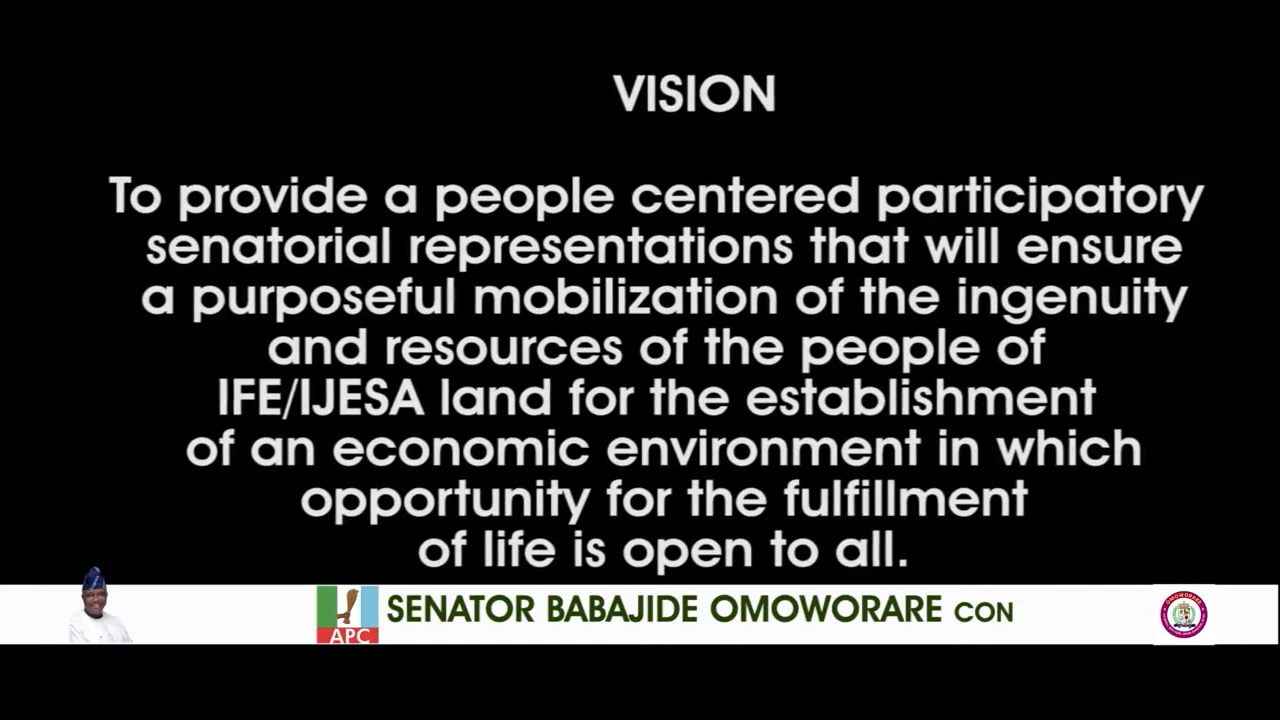 VISION
To provide a people centered participatory
senatorial representations that will ensure
a purposeful mobilization of the ingenuity
and resources of the people of
IFE/IJESA land for the establishment
of an economic environment in which
opportunity for the fulfillment
of life is open to all.
APC
SENATOR BABAJIDE OMOWORARE CON
OMOWORARE